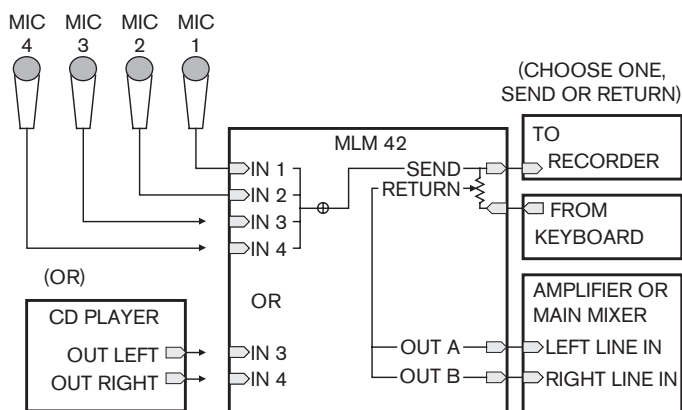 MIC MIC MIC MIC
4 3 2 1
(CHOOSE ONE,
SEND OR RETURN)
MLM 42
TO
RECORDER
IN 1
SEND
IN 2
RETURN
IN 3
FROM
KEYBOARD
IN 4
(OR)
OR
CD PLAYER
AMPLIFIER OR
MAIN MIXER
OUT LEFT
IN 3
OUT A
LEFT LINE IN
OUT RIGHT
IN 4
OUT B
RIGHT LINE IN